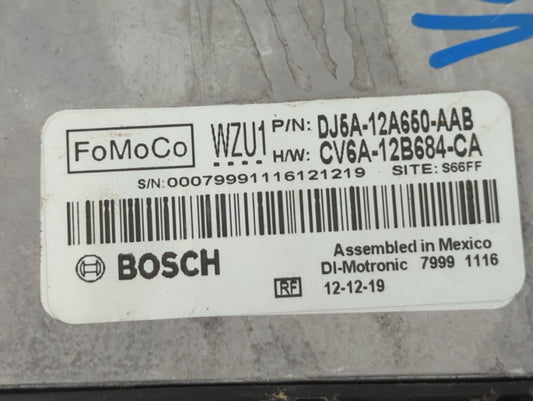 FoMoCo WZU1 P/N: DJ5A-12A650-AAB
H/W: CV6A-12B684-CA
S/N: 00079991116121219 SITE: S66FF
BOSCH
Assembled in Mexico
DI-Motronic 7999 1116
RF 12-12-19